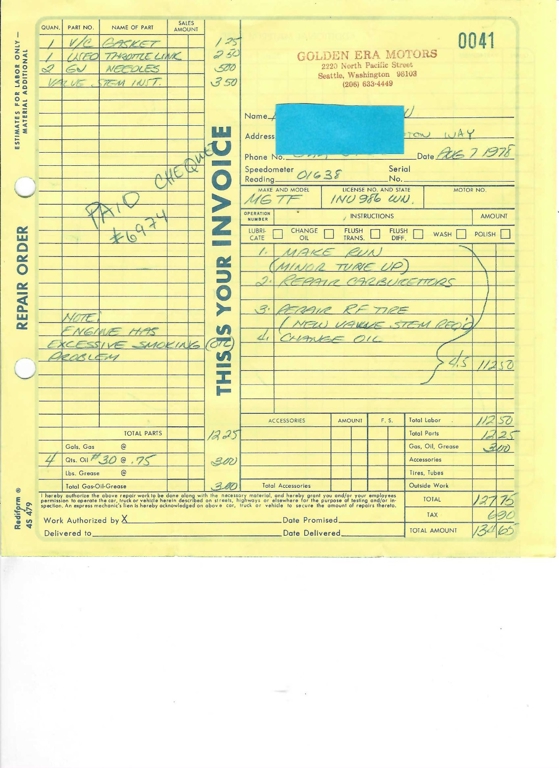 ESTIMATES FOR LABOR ONLY — MATERIAL ADDITIONAL
REPAIR ORDER
Rediform ®
4S 479
QUAN. PART NO. NAME OF PART SALES AMOUNT
1 V/C GASKET 1 25
1 USED THROTTLE LINK 2 50
2 GN NEEDLES 5 00
VALVE STEM INST. 3 50
PAID CHEQUE
#6974
NOTE:
ENGINE HAS
EXCESSIVE SMOKING (OIL)
PROBLEM
TOTAL PARTS 12 25
Gals. Gas @
4 Qts. Oil #30 @ .75 3 00
Lbs. Grease @
Total Gas-Oil-Grease 3 00
THIS IS YOUR INVOICE
0041
GOLDEN ERA MOTORS
2220 North Pacific Street
Seattle, Washington 98103
(206) 633-4449
Name
Address WAY
Phone No. Date AUG 7 1978
Speedometer Reading 01638 Serial No.
MAKE AND MODEL LICENSE NO. AND STATE MOTOR NO.
MG TF INU 986 WN.
OPERATION NUMBER INSTRUCTIONS AMOUNT
LUBRICATE CHANGE OIL FLUSH TRANS. FLUSH DIFF. WASH POLISH
1. MAKE RUN
(MINOR TUNE UP)
2. REPAIR CARBURETTORS
3. REPAIR RF TIRE
(NEW VALVE STEM REQ'D)
4. CHANGE OIL
4.5 112 50
ACCESSORIES AMOUNT F. S.
Total Labor 112 50
Total Parts 12 25
Gas, Oil, Grease 3 00
Accessories
Tires, Tubes
Total Accessories Outside Work
I hereby authorize the above repair work to be done along with the necessary material, and hereby grant you and/or your employees
permission to operate the car, truck or vehicle herein described on streets, highways or elsewhere for the purpose of testing and/or in-
spection. An express mechanic's lien is hereby acknowledged on above car, truck or vehicle to secure the amount of repairs thereto.
TOTAL 127 75
Work Authorized by X Date Promised
TAX 6 90
Delivered to Date Delivered
TOTAL AMOUNT 134 65